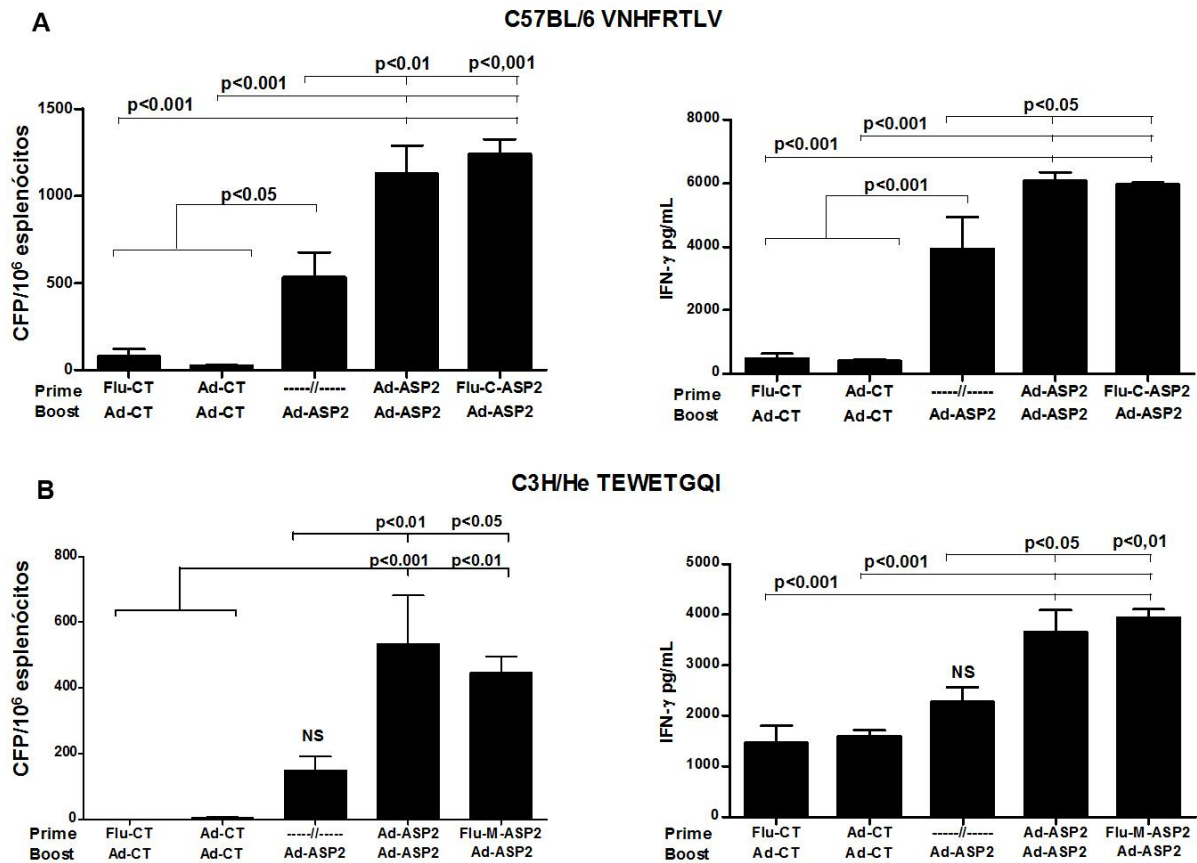 A
C57BL/6 VNHFRTLV
p<0.01 p<0,001
p<0.001
p<0.001
p<0.05
CFP/10⁶ esplenócitos
1500
1000
500
0
Prime Flu-CT Ad-CT -----//----- Ad-ASP2 Flu-C-ASP2
Boost Ad-CT Ad-CT Ad-ASP2 Ad-ASP2 Ad-ASP2
p<0.05
p<0.001
p<0.001
p<0.001
IFN-γ pg/mL
8000
6000
4000
2000
0
Prime Flu-CT Ad-CT -----//----- Ad-ASP2 Flu-C-ASP2
Boost Ad-CT Ad-CT Ad-ASP2 Ad-ASP2 Ad-ASP2
B
C3H/He TEWETGQI
p<0.01 p<0.05
p<0.001 p<0.01
NS
CFP/10⁶ esplenócitos
800
600
400
200
0
Prime Flu-CT Ad-CT -----//----- Ad-ASP2 Flu-M-ASP2
Boost Ad-CT Ad-CT Ad-ASP2 Ad-ASP2 Ad-ASP2
p<0.05 p<0,01
p<0.001
p<0.001
NS
IFN-γ pg/mL
5000
4000
3000
2000
1000
0
Prime Flu-CT Ad-CT -----//----- Ad-ASP2 Flu-M-ASP2
Boost Ad-CT Ad-CT Ad-ASP2 Ad-ASP2 Ad-ASP2